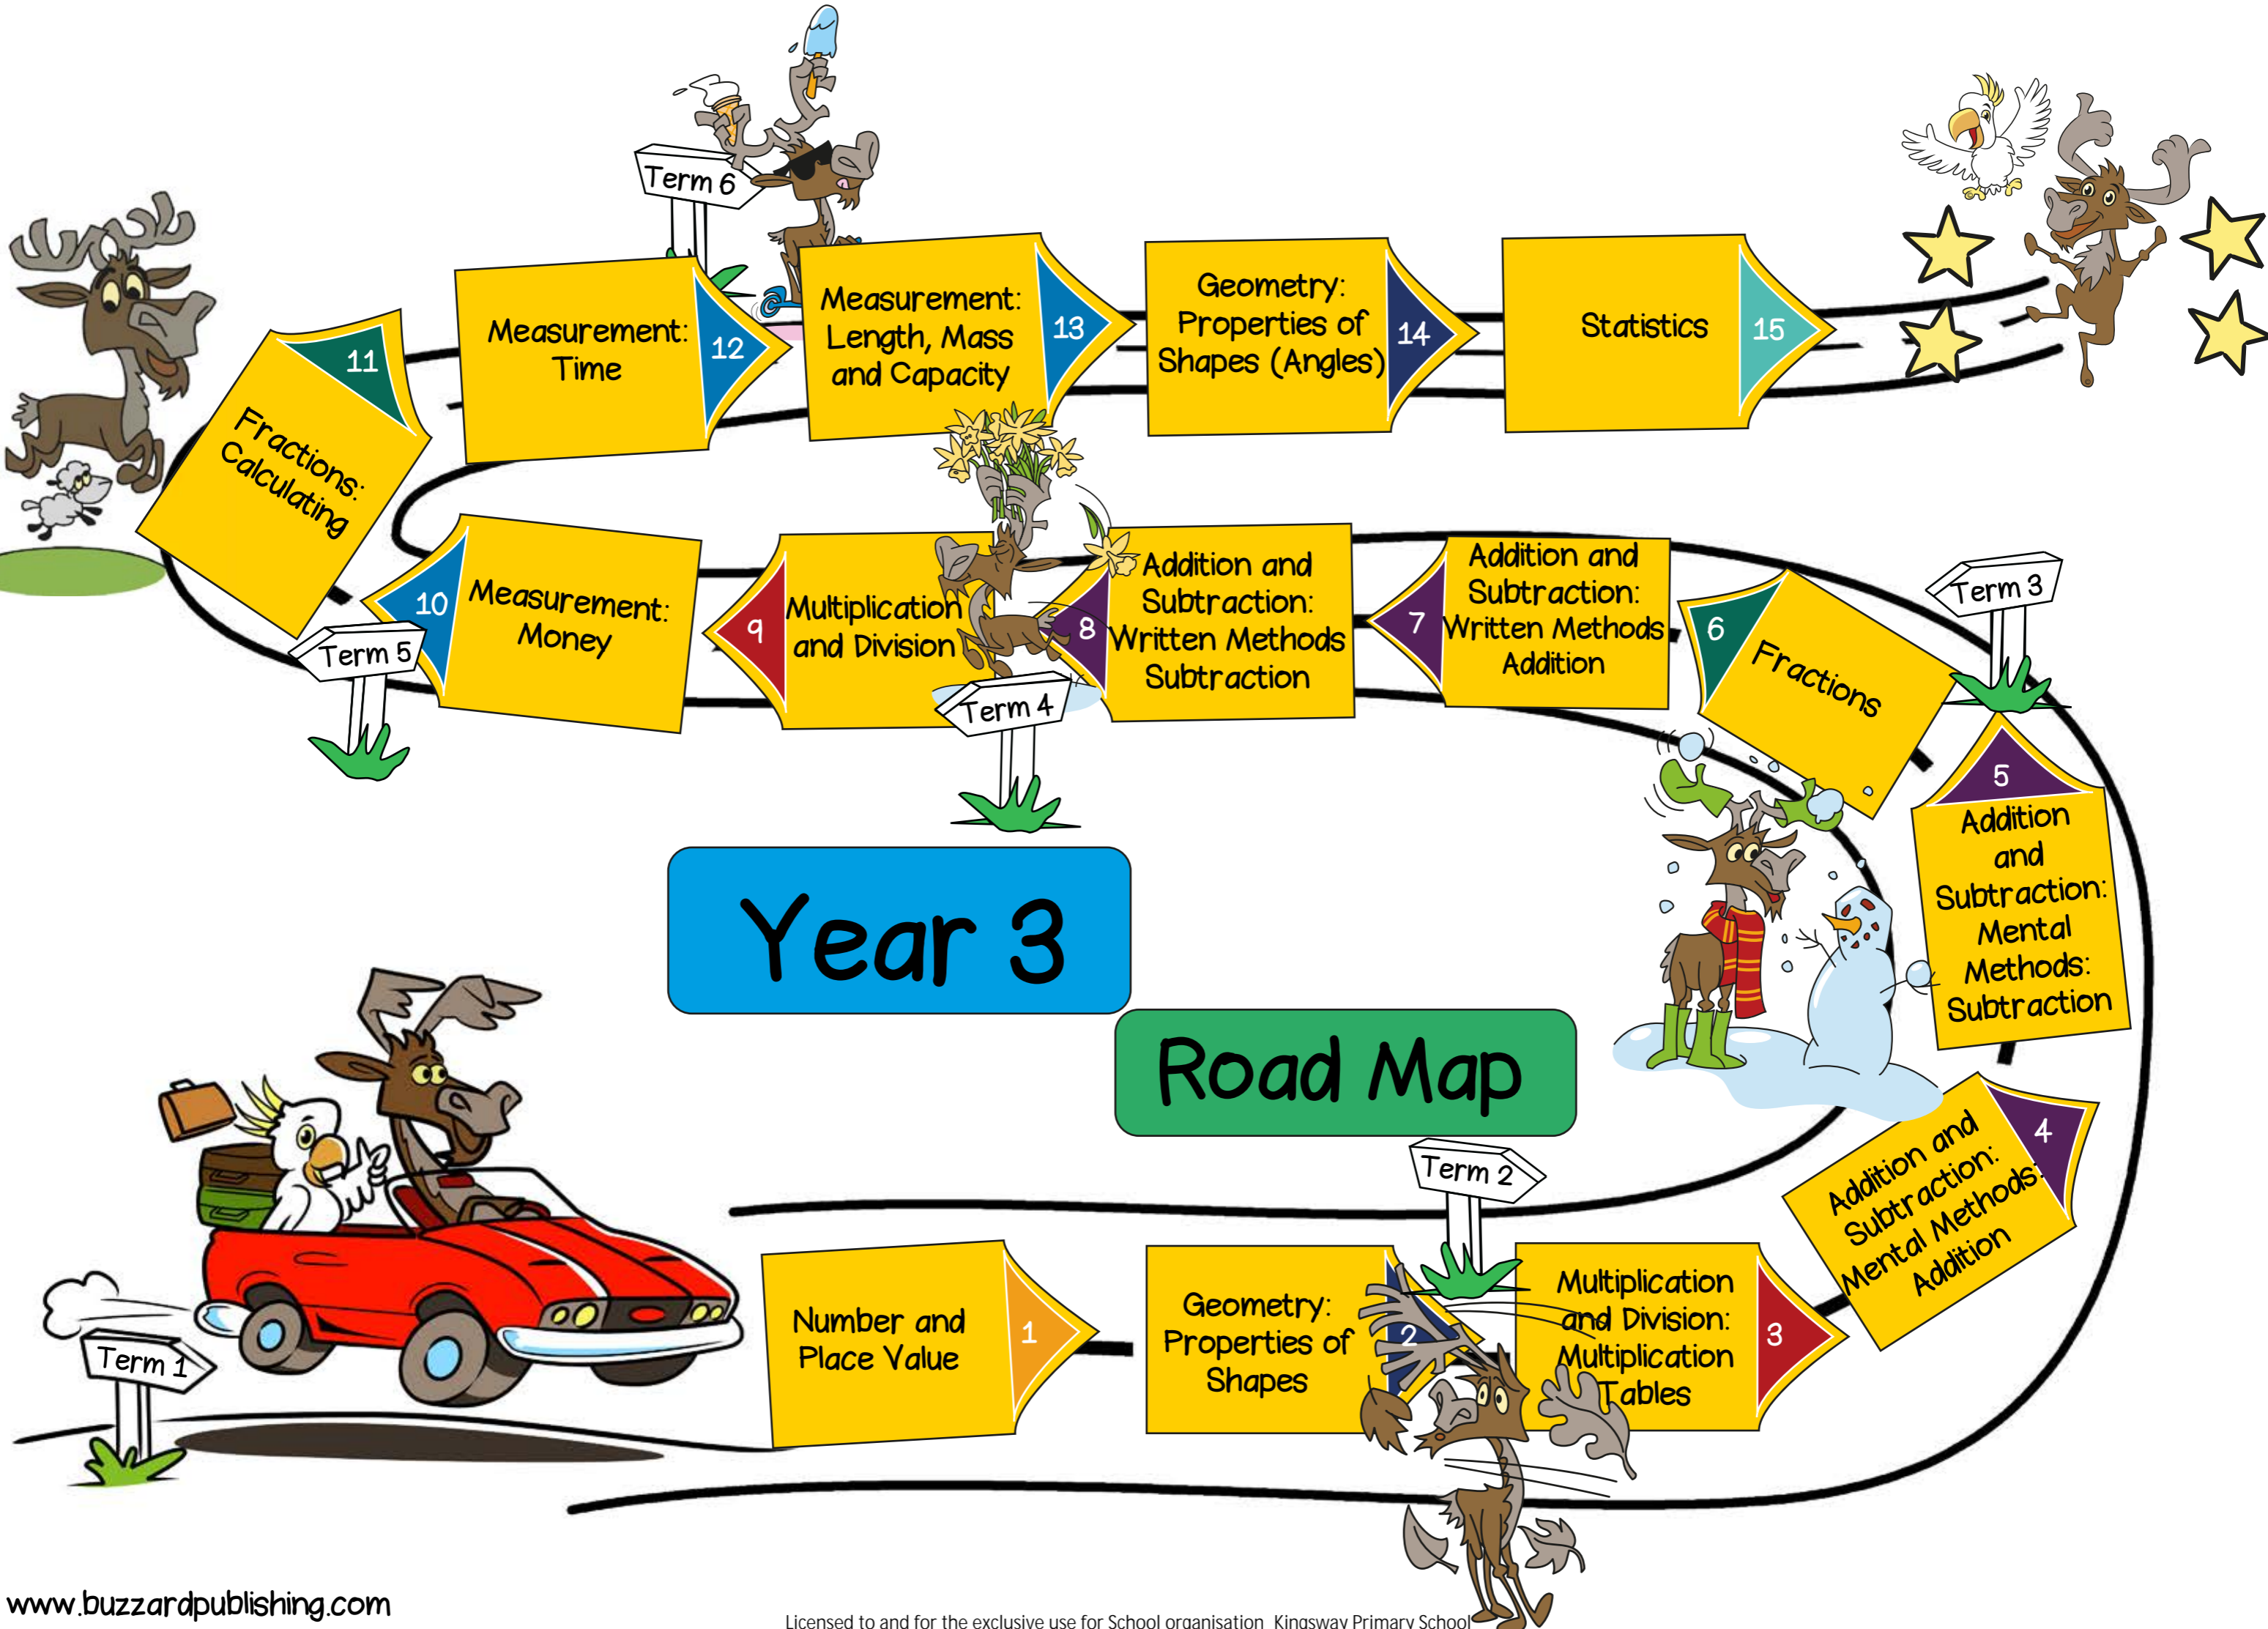 Term 6
Measurement:
Time
12
Measurement:
Length, Mass
and Capacity
13
Geometry:
Properties of
Shapes (Angles)
14
Statistics
15
11
Fractions:
Calculating
10
Measurement:
Money
Term 5
9
Multiplication
and Division
8
Addition and
Subtraction:
Written Methods
Subtraction
Term 4
7
Addition and
Subtraction:
Written Methods
Addition
6
Fractions
Term 3
5
Addition
and
Subtraction:
Mental
Methods:
Subtraction
Year 3
Road Map
4
Addition and
Subtraction:
Mental Methods:
Addition
Term 2
Term 1
Number and
Place Value
1
Geometry:
Properties of
Shapes
2
Multiplication
and Division:
Multiplication
Tables
3
www.buzzardpublishing.com
Licensed to and for the exclusive use for School organisation Kingsway Primary School